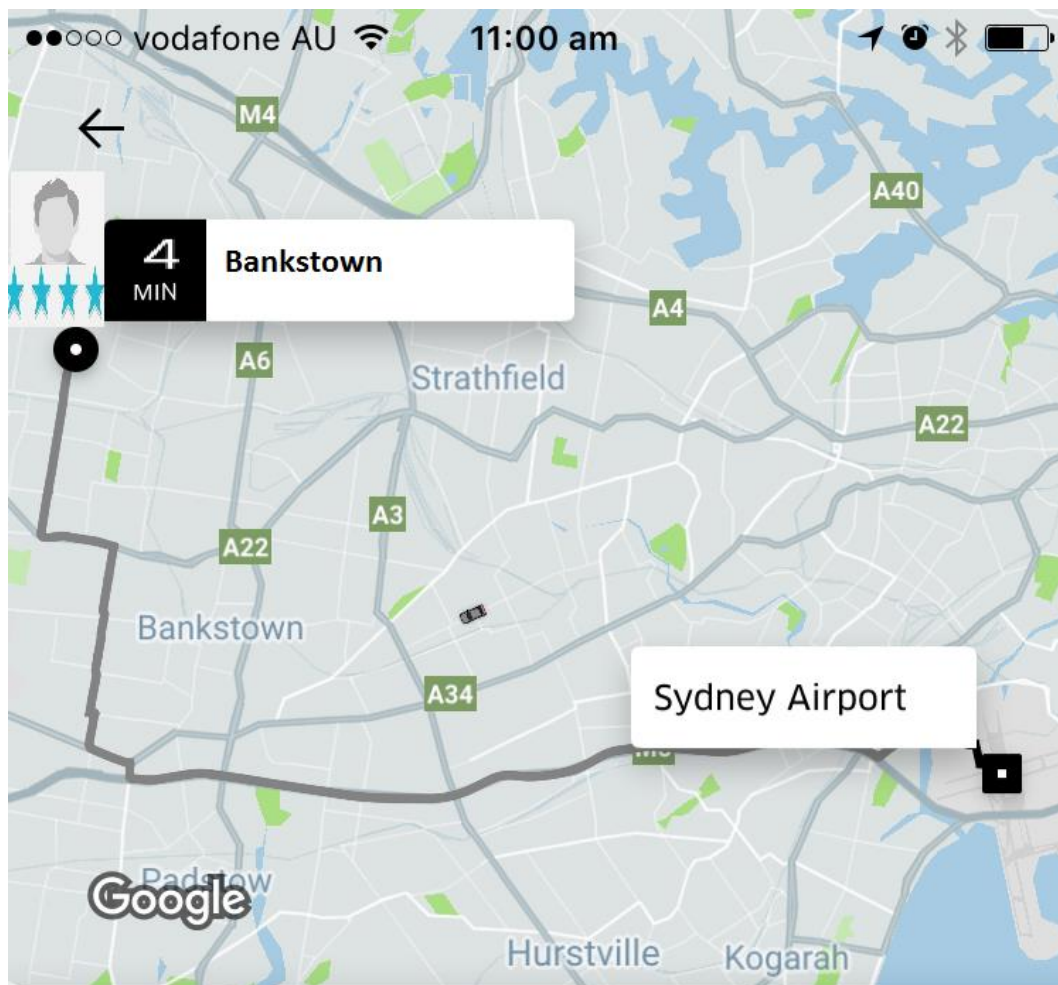 vodafone AU 11:00 am
M4
A40
4 MIN Bankstown
A4
A6
Strathfield
A22
A3
A22
Bankstown
A34
Sydney Airport
Padstow
Google
Hurstville
Kogarah